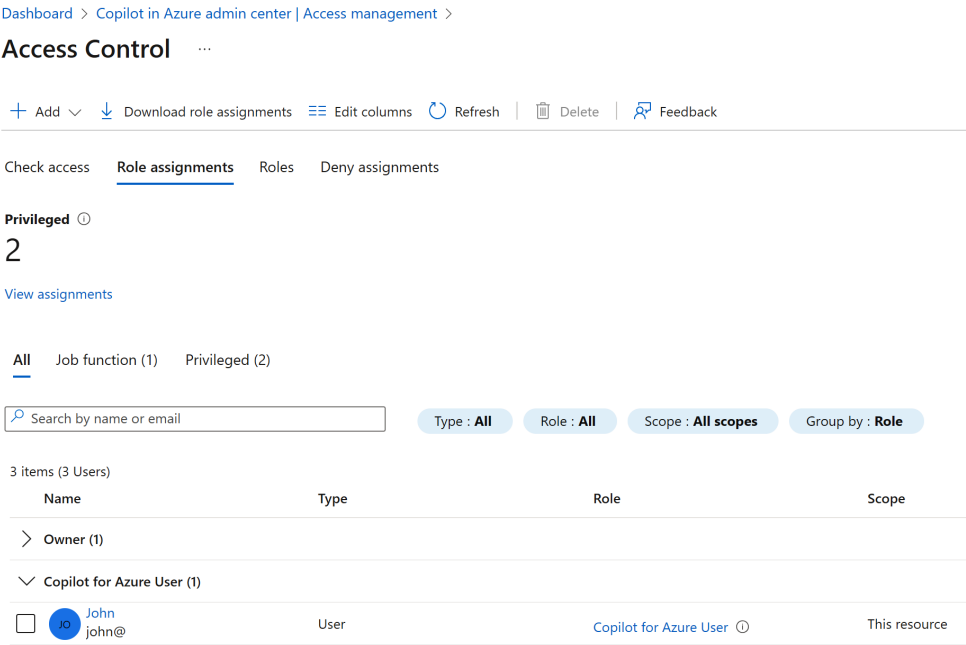 Dashboard > Copilot in Azure admin center | Access management >
Access Control ...
Add Download role assignments Edit columns Refresh Delete Feedback
Check access Role assignments Roles Deny assignments
Privileged
2
View assignments
All Job function (1) Privileged (2)
Search by name or email Type : All Role : All Scope : All scopes Group by : Role
3 items (3 Users)
Name Type Role Scope
Owner (1)
Copilot for Azure User (1)
JO John User Copilot for Azure User This resource
john@